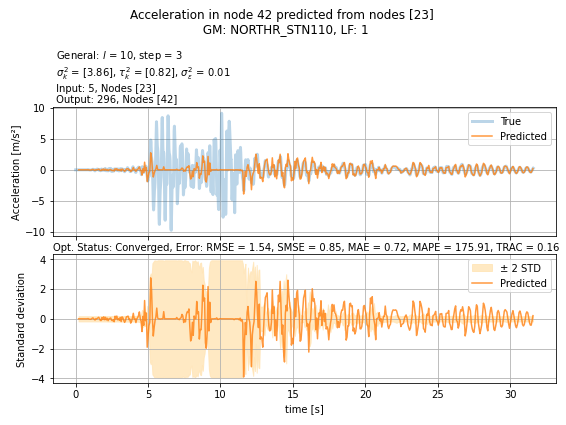 Acceleration in node 42 predicted from nodes [23]
GM: NORTHR_STN110, LF: 1
General: l = 10, step = 3
σ²ₖ = [3.86], τ²ₖ = [0.82], σ²ε = 0.01
Input: 5, Nodes [23]
Output: 296, Nodes [42]
10
5
0
−5
−10
Acceleration [m/s²]
True
Predicted
Opt. Status: Converged, Error: RMSE = 1.54, SMSE = 0.85, MAE = 0.72, MAPE = 175.91, TRAC = 0.16
4
2
0
−2
−4
Standard deviation
± 2 STD
Predicted
0 5 10 15 20 25 30
time [s]